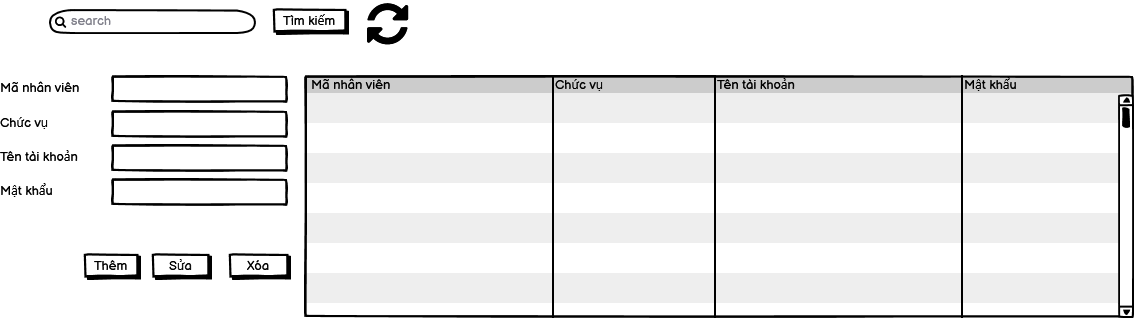 search
Tìm kiếm
Mã nhân viên
Chức vụ
Tên tài khoản
Mật khẩu
Thêm
Sửa
Xóa
Mã nhân viên
Chức vụ
Tên tài khoản
Mật khẩu